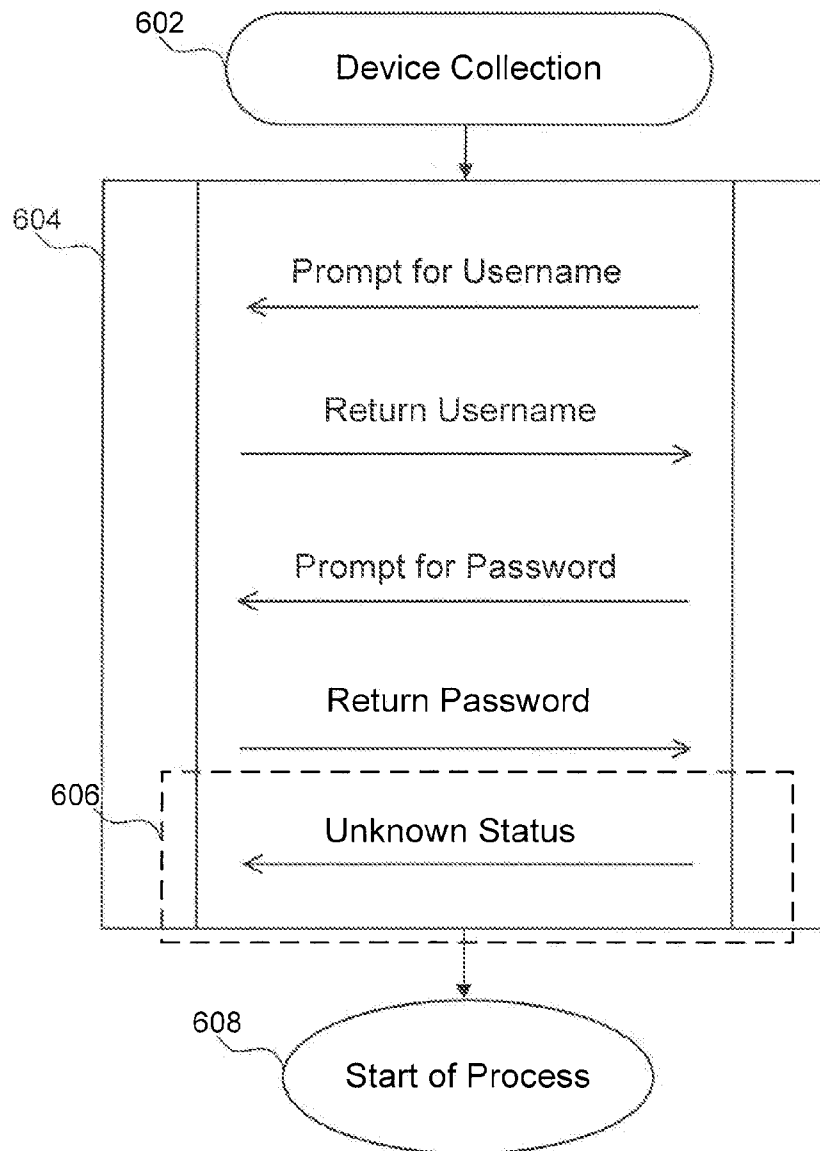 602
Device Collection
604
Prompt for Username
Return Username
Prompt for Password
Return Password
606
Unknown Status
608
Start of Process